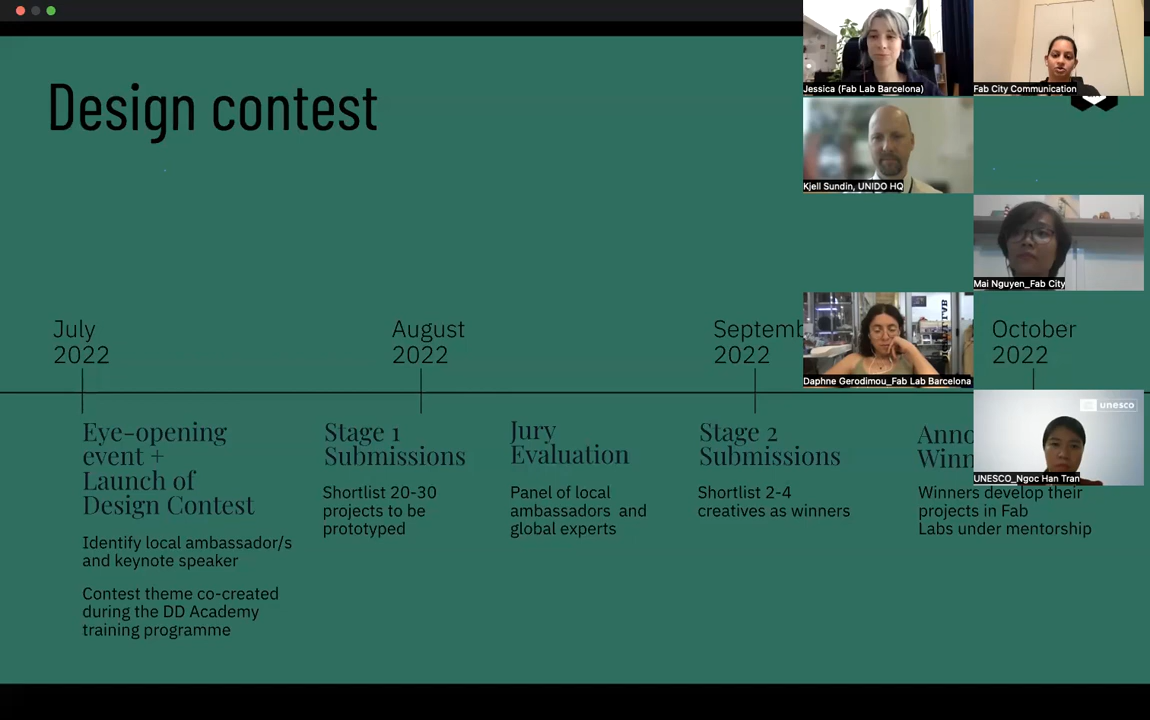 Design contest
Jessica (Fab Lab Barcelona)
Fab City Communication
Kjell Sundin, UNIDO HQ
Mai Nguyen_Fab City
Daphne Gerodimou_Fab Lab Barcelona
unesco
UNESCO_Ngoc Han Tran
July
2022
August
2022
Septemb
2022
October
2022
Eye-opening
event +
Launch of
Design Contest
Identify local ambassador/s
and keynote speaker
Contest theme co-created
during the DD Academy
training programme
Stage 1
Submissions
Shortlist 20-30
projects to be
prototyped
Jury
Evaluation
Panel of local
ambassadors and
global experts
Stage 2
Submissions
Shortlist 2-4
creatives as winners
Anno
Winn
Winners develop their
projects in Fab
Labs under mentorship